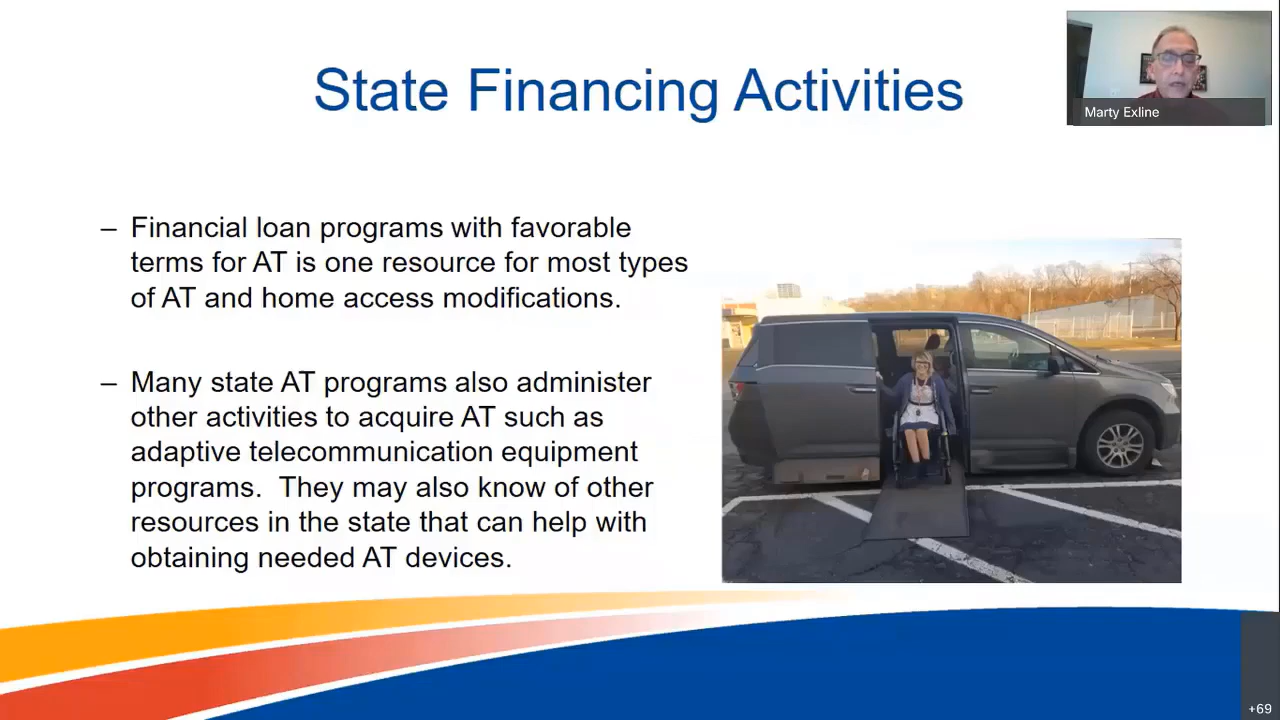 State Financing Activities
Marty Exline
– Financial loan programs with favorable
terms for AT is one resource for most types
of AT and home access modifications.
– Many state AT programs also administer
other activities to acquire AT such as
adaptive telecommunication equipment
programs.  They may also know of other
resources in the state that can help with
obtaining needed AT devices.
+69